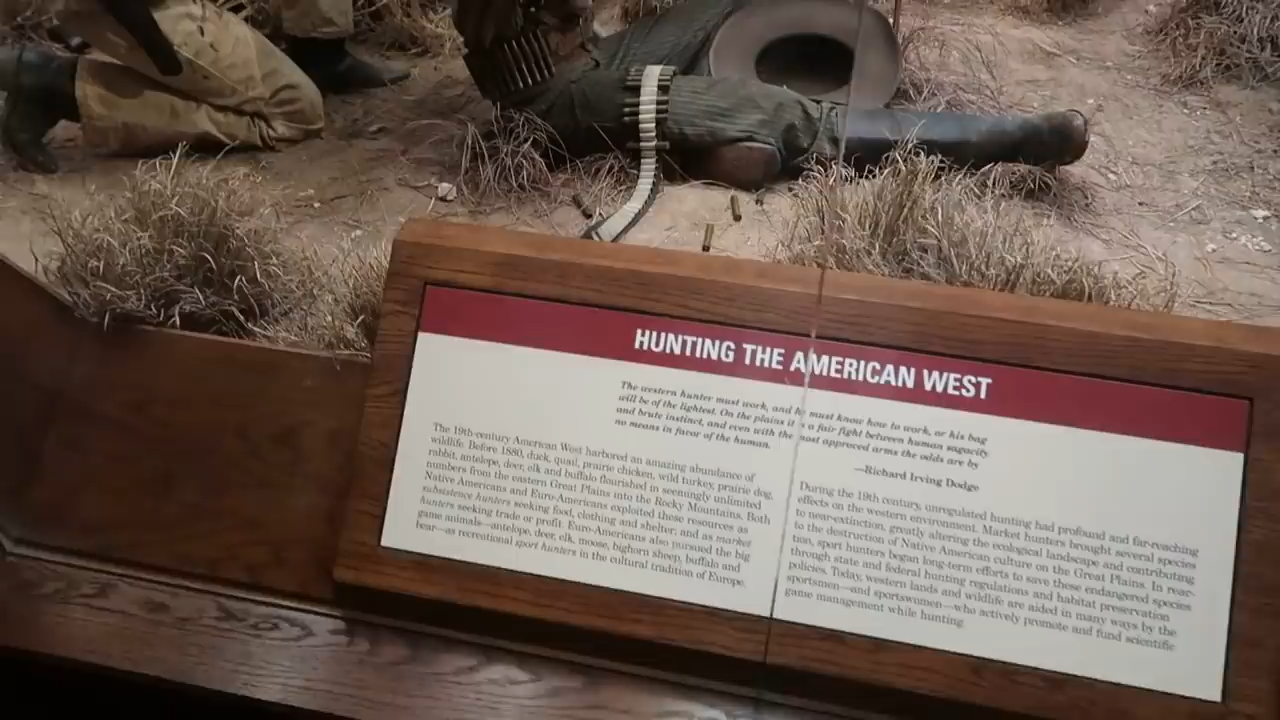 HUNTING THE AMERICAN WEST
The western hunter must work, and he must know how to work, or his bag
will be of the lightest. On the plains it is a fair fight between human sagacity
and brute instinct, and even with the most approved arms the odds are by
no means in favor of the human.
—Richard Irving Dodge
The 19th-century American West harbored an amazing abundance of
wildlife. Before 1880, duck, quail, prairie chicken, wild turkey, prairie dog,
rabbit, antelope, deer, elk and buffalo flourished in seemingly unlimited
numbers from the eastern Great Plains into the Rocky Mountains. Both
Native Americans and Euro-Americans exploited these resources as
subsistence hunters seeking food, clothing and shelter; and as market
hunters seeking trade or profit. Euro-Americans also pursued the big
game animals—antelope, deer, elk, moose, bighorn sheep, buffalo and
bear—as recreational sport hunters in the cultural tradition of Europe.
During the 19th century, unregulated hunting had profound and far-reaching
effects on the western environment. Market hunters brought several species
to near-extinction, greatly altering the ecological landscape and contributing
to the destruction of Native American culture on the Great Plains. In reac-
tion, sport hunters began long-term efforts to save these endangered species
through state and federal hunting regulations and habitat preservation
policies. Today, western lands and wildlife are aided in many ways by the
sportsmen—and sportswomen—who actively promote and fund scientific
game management while hunting.